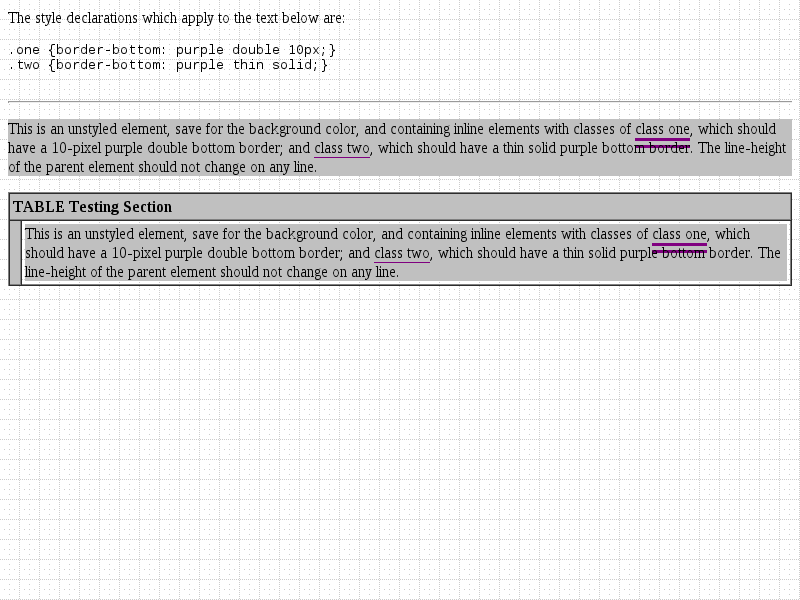 The style declarations which apply to the text below are:
.one {border-bottom: purple double 10px;}
.two {border-bottom: purple thin solid;}
This is an unstyled element, save for the background color, and containing inline elements with classes of class one, which should
have a 10-pixel purple double bottom border; and class two, which should have a thin solid purple bottom border. The line-height
of the parent element should not change on any line.
TABLE Testing Section
This is an unstyled element, save for the background color, and containing inline elements with classes of class one, which
should have a 10-pixel purple double bottom border; and class two, which should have a thin solid purple bottom border. The
line-height of the parent element should not change on any line.